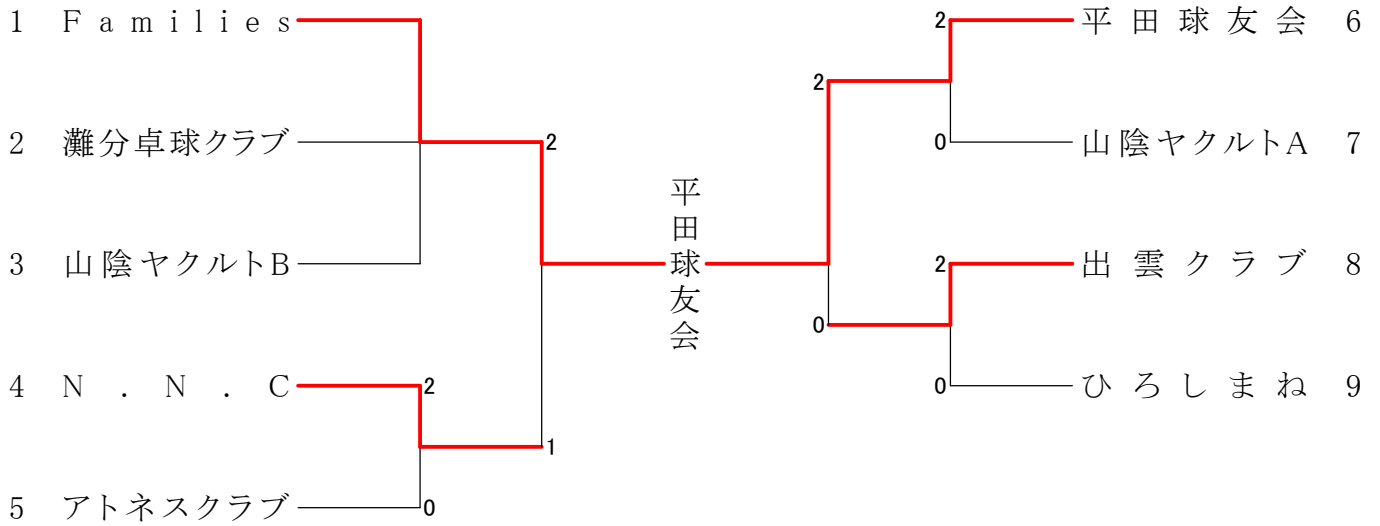 1 Families
2 灘分卓球クラブ
3 山陰ヤクルトB
4 N.N.C
5 アトネスクラブ
2
0
2
1
平田球友会
2
0
2
0
2
0
平田球友会 6
山陰ヤクルトA 7
出雲クラブ 8
ひろしまね 9